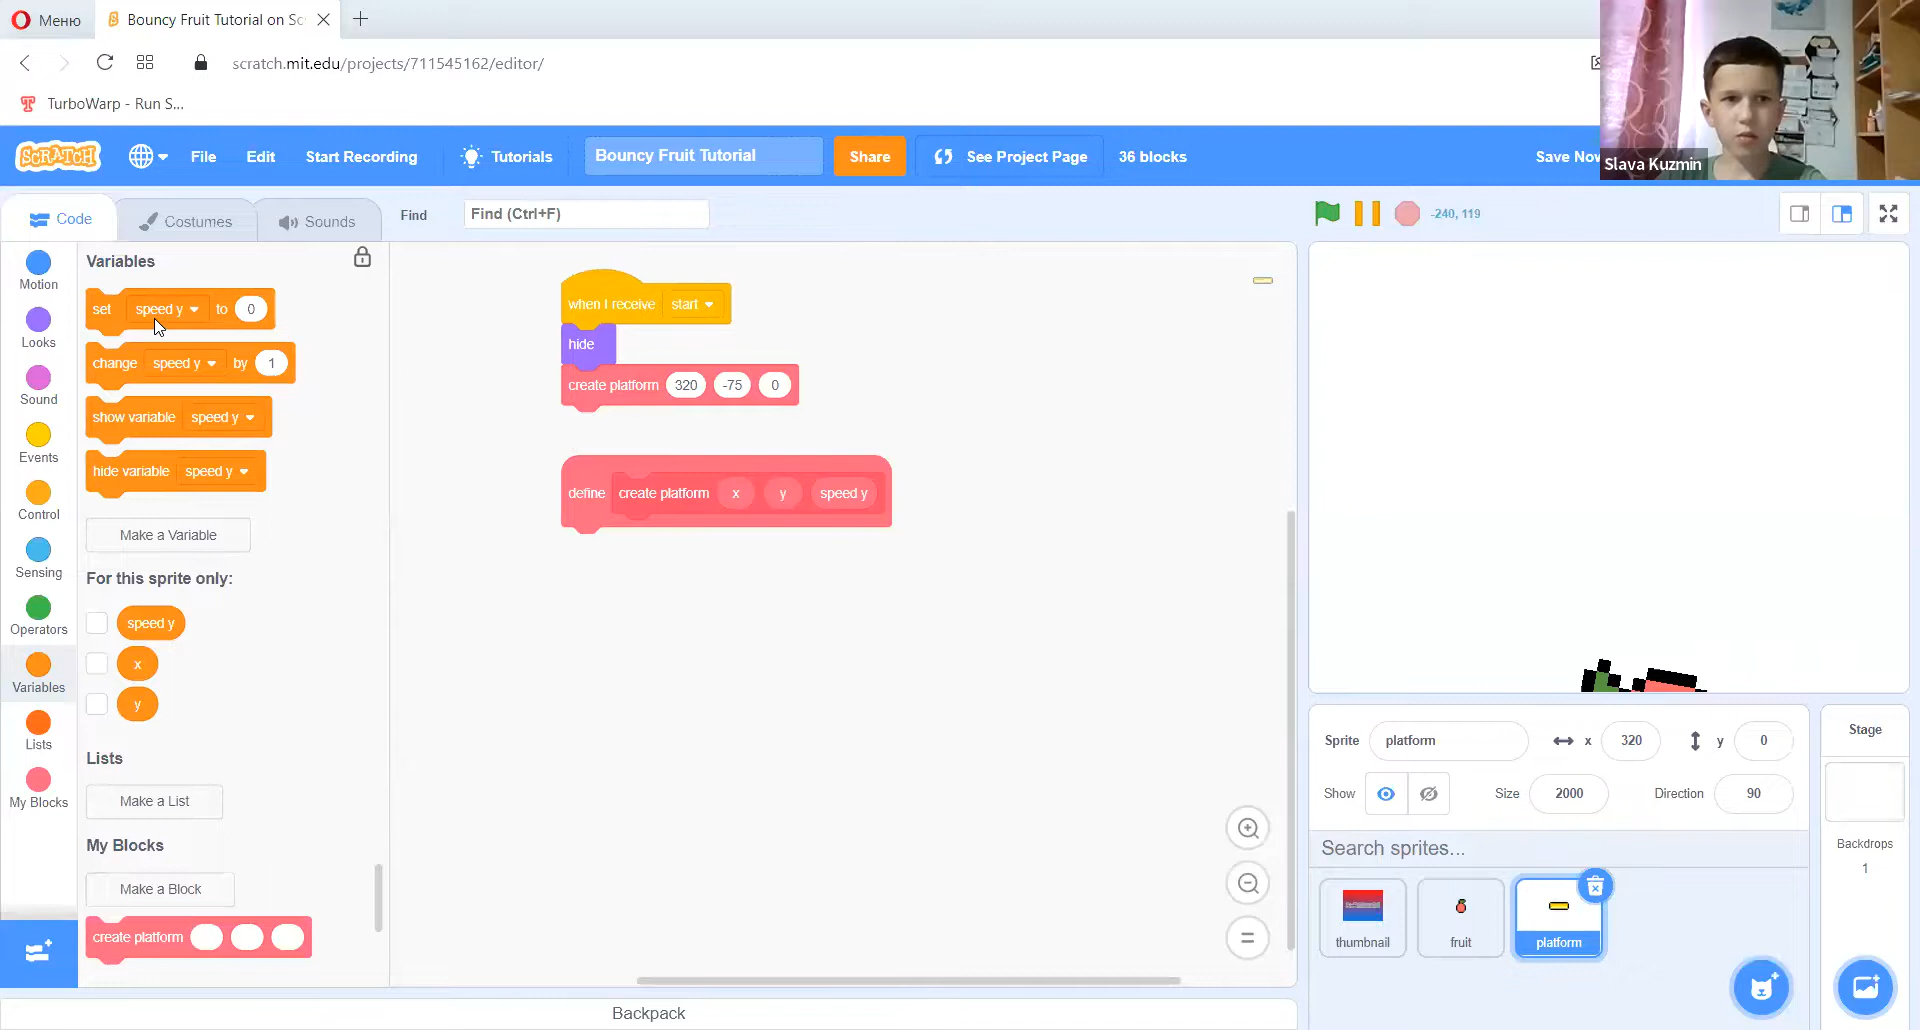 Меню
Bouncy Fruit Tutorial on Sc
scratch.mit.edu/projects/711545162/editor/
TurboWarp - Run S...
Slava Kuzmin
SCRATCH
File
Edit
Start Recording
Tutorials
Bouncy Fruit Tutorial
Share
See Project Page
36 blocks
Save Now
Code
Costumes
Sounds
Find
Find (Ctrl+F)
-240, 119
Motion
Looks
Sound
Events
Control
Sensing
Operators
Variables
Lists
My Blocks
Variables
set speed y to 0
change speed y by 1
show variable speed y
hide variable speed y
Make a Variable
For this sprite only:
speed y
x
y
Lists
Make a List
My Blocks
Make a Block
create platform
when I receive start
hide
create platform 320 -75 0
define create platform x y speed y
Sprite platform x 320 y 0
Show Size 2000 Direction 90
Search sprites...
thumbnail
fruit
platform
Stage
Backdrops
1
Backpack